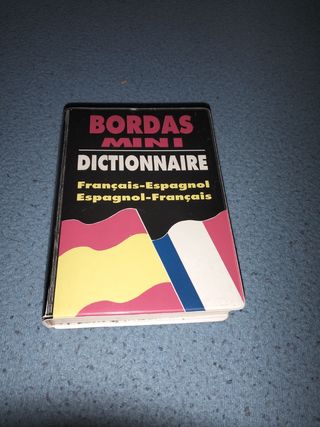 BORDAS
MINI
DICTIONNAIRE
Français-Espagnol
Espagnol-Français